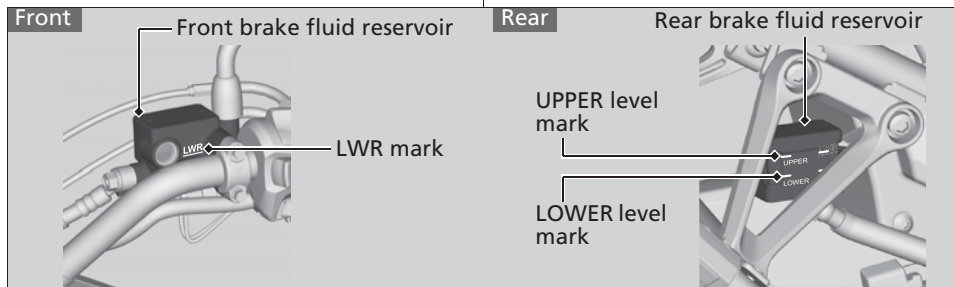 Front
Front brake fluid reservoir
LWR
LWR mark
Rear
Rear brake fluid reservoir
UPPER level
mark
UPPER
LOWER
LOWER level
mark